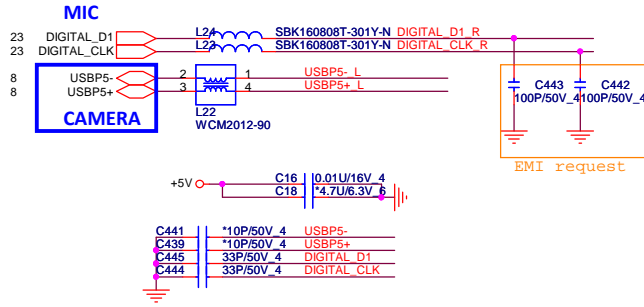 MIC
23 DIGITAL_D1 L24 SBK160808T-301Y-N DIGITAL_D1_R
23 DIGITAL_CLK L23 SBK160808T-301Y-N DIGITAL_CLK_R
8 USBP5- 2 1 USBP5-_L
8 USBP5+ 3 4 USBP5+_L
CAMERA
L22
WCM2012-90
C443 C442
100P/50V_4 100P/50V_4
EMI request
+5V C16 0.01U/16V_4
C18 *4.7U/6.3V_6
C441 *10P/50V_4 USBP5-
C439 *10P/50V_4 USBP5+
C445 33P/50V_4 DIGITAL_D1
C444 33P/50V_4 DIGITAL_CLK